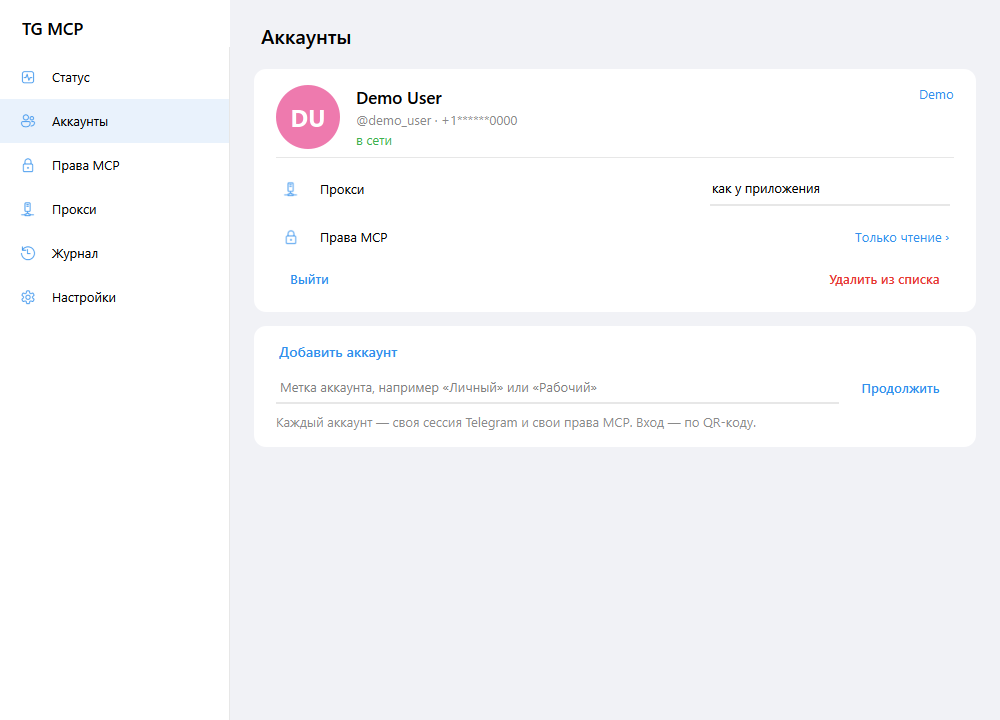 TG MCP
Статус
Аккаунты
Права MCP
Прокси
Журнал
Настройки
Аккаунты
DU
Demo User
Demo
@demo_user · +1******0000
в сети
Прокси
как у приложения
Права MCP
Только чтение ›
Выйти
Удалить из списка
Добавить аккаунт
Метка аккаунта, например «Личный» или «Рабочий»
Продолжить
Каждый аккаунт — своя сессия Telegram и свои права MCP. Вход — по QR-коду.